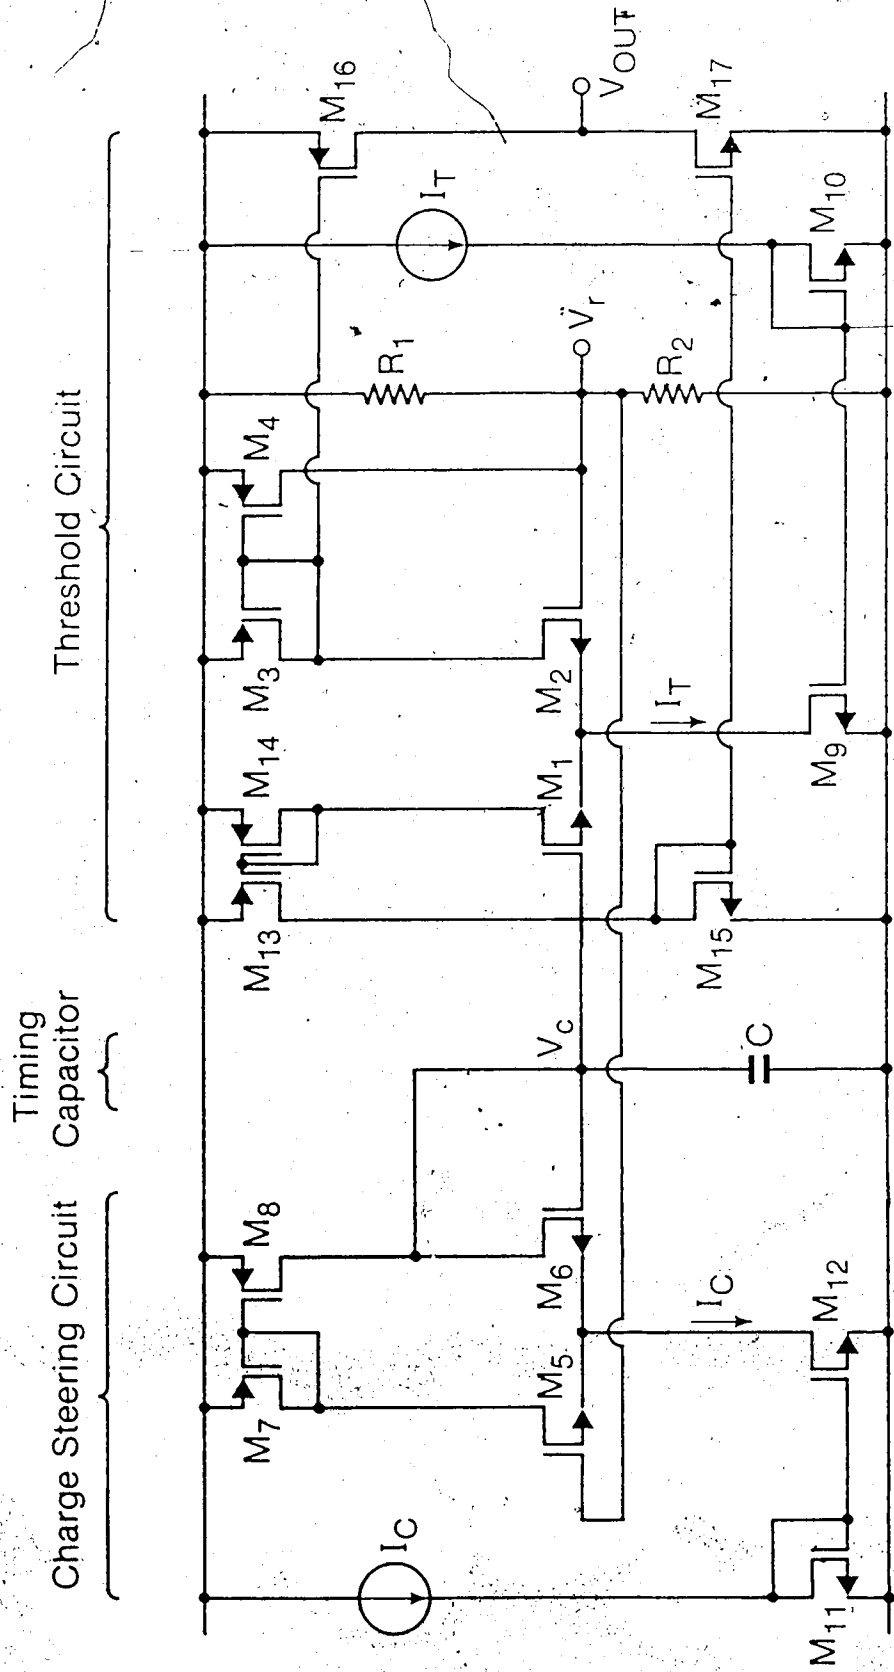 Charge Steering Circuit
Timing
Capacitor
Threshold Circuit
M7
M8
M3
M4
M13
M14
M16
IC
IT
R1
M5
M6
VC
M1
M2
Vr
VOUT
IC
IT
R2
C
M15
M17
M11
M12
M9
M10